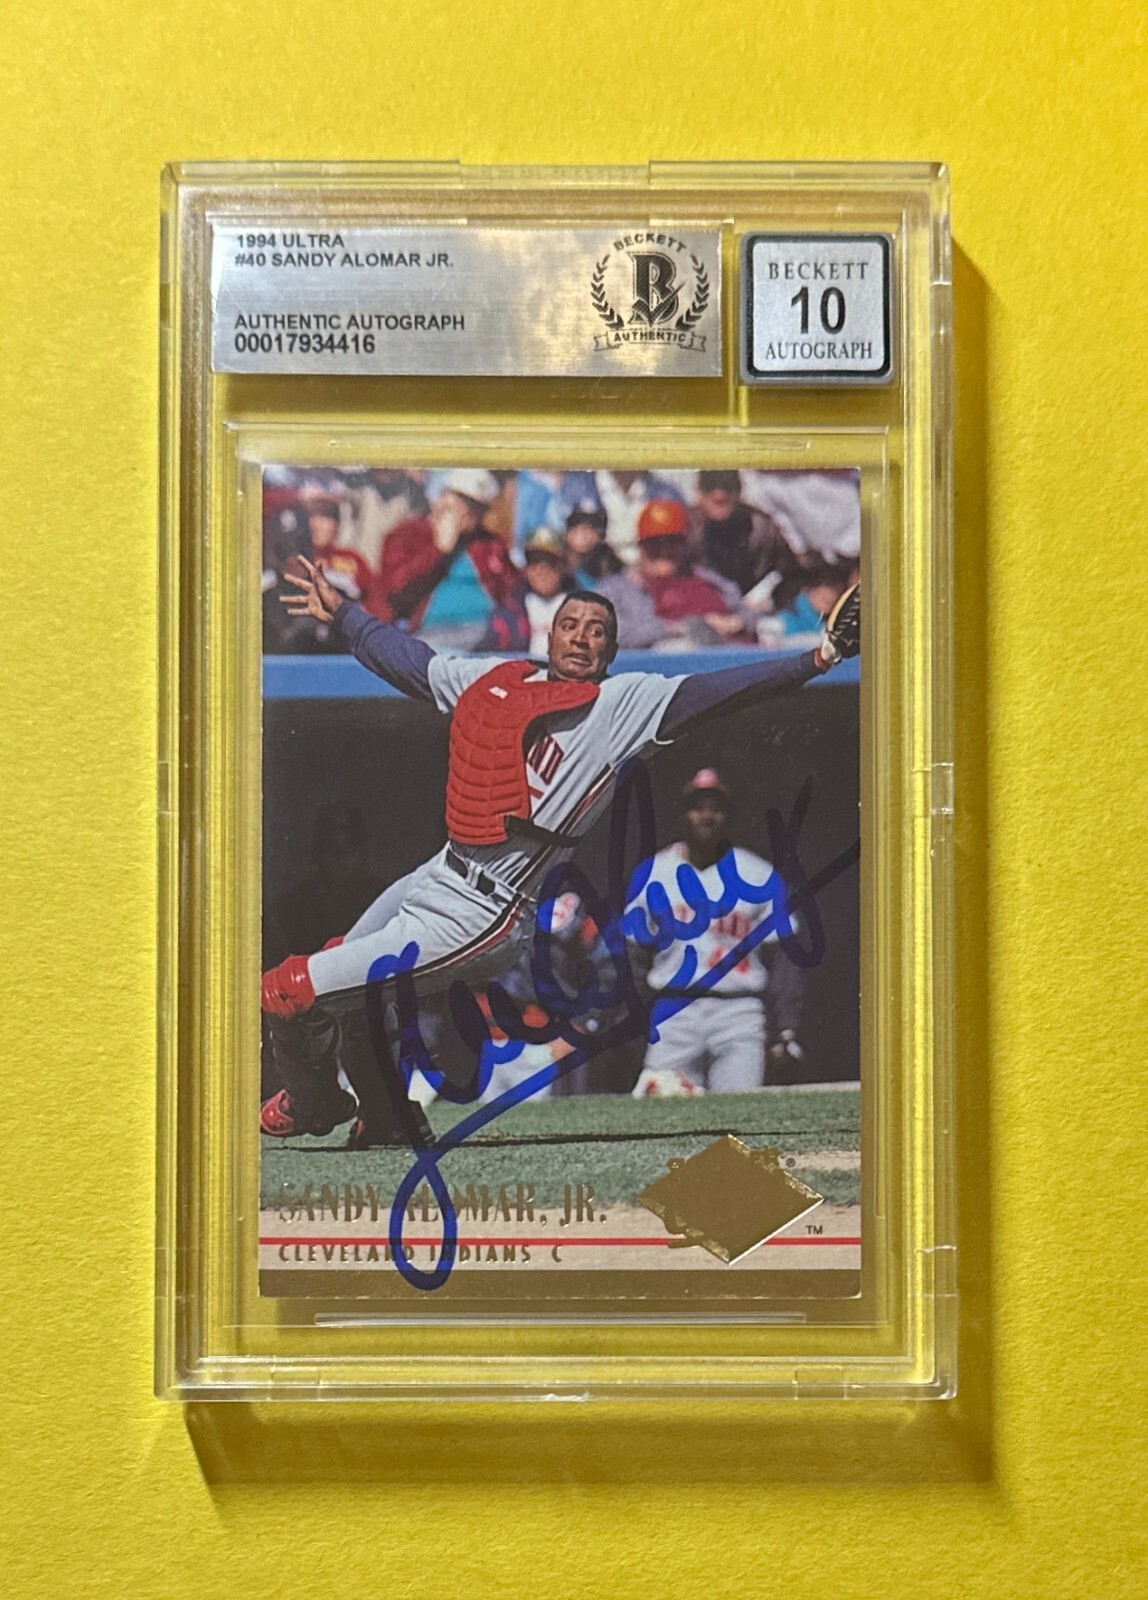 1994 ULTRA
#40 SANDY ALOMAR JR.
AUTHENTIC AUTOGRAPH
00017934416
BECKETT
B
AUTHENTIC
BECKETT
10
AUTOGRAPH
SANDY ALOMAR, JR.
CLEVELAND INDIANS C
®
TM